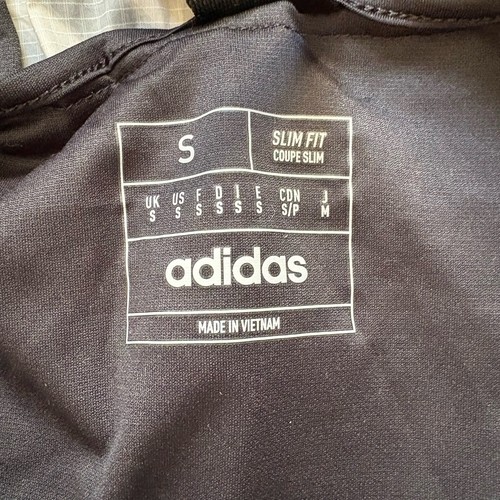 S
SLIM FIT
COUPE SLIM
UK US F D I E CDN J
S S S S S S S/P M
adidas
MADE IN VIETNAM